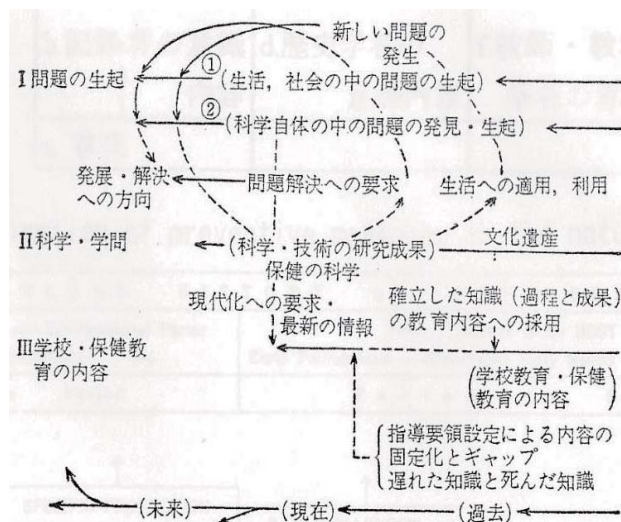 新しい問題の
発生
①
Ⅰ問題の生起
(生活,社会の中の問題の生起)
②
(科学自体の中の問題の発見・生起)
発展・解決
への方向
問題解決への要求
生活への適用,利用
Ⅱ科学・学問
(科学・技術の研究成果)
文化遺産
保健の科学
現代化への要求・
最新の情報
確立した知識(過程と成果)
の教育内容への採用
Ⅲ学校・保健教
育の内容
(学校教育・保健
教育の内容)
指導要領設定による内容の
固定化とギャップ
遅れた知識と死んだ知識
(未来)
(現在)
(過去)